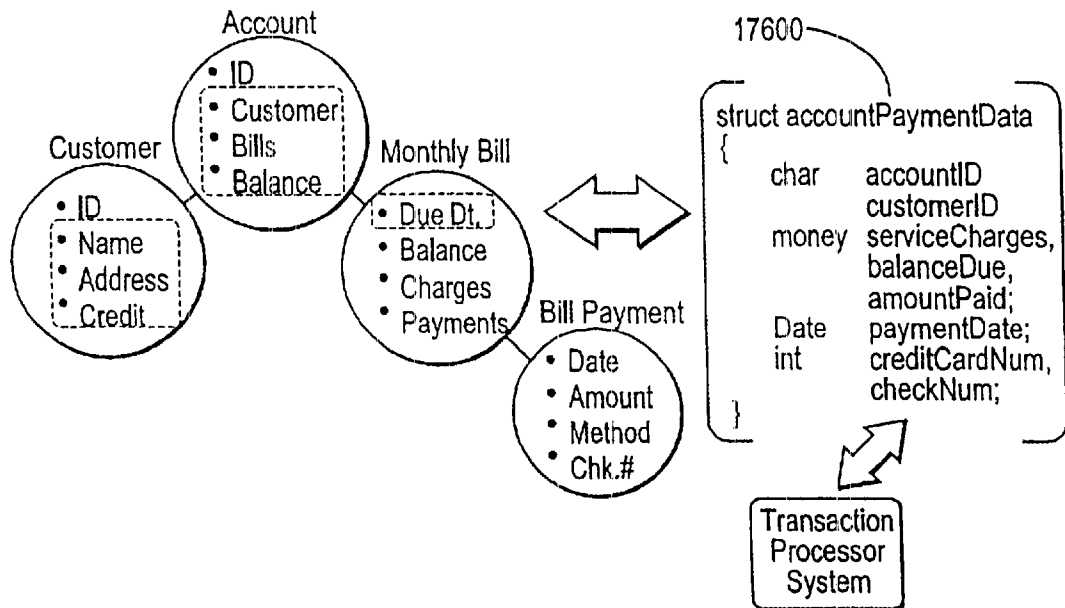 Account
• ID
• Customer
• Bills
• Balance
Customer
• ID
• Name
• Address
• Credit
Monthly Bill
• Due Dt.
• Balance
• Charges
• Payments
Bill Payment
• Date
• Amount
• Method
• Chk.#
17600
struct accountPaymentData
{
char accountID
customerID
money serviceCharges,
balanceDue,
amountPaid;
Date paymentDate;
int creditCardNum,
checkNum;
}
Transaction
Processor
System